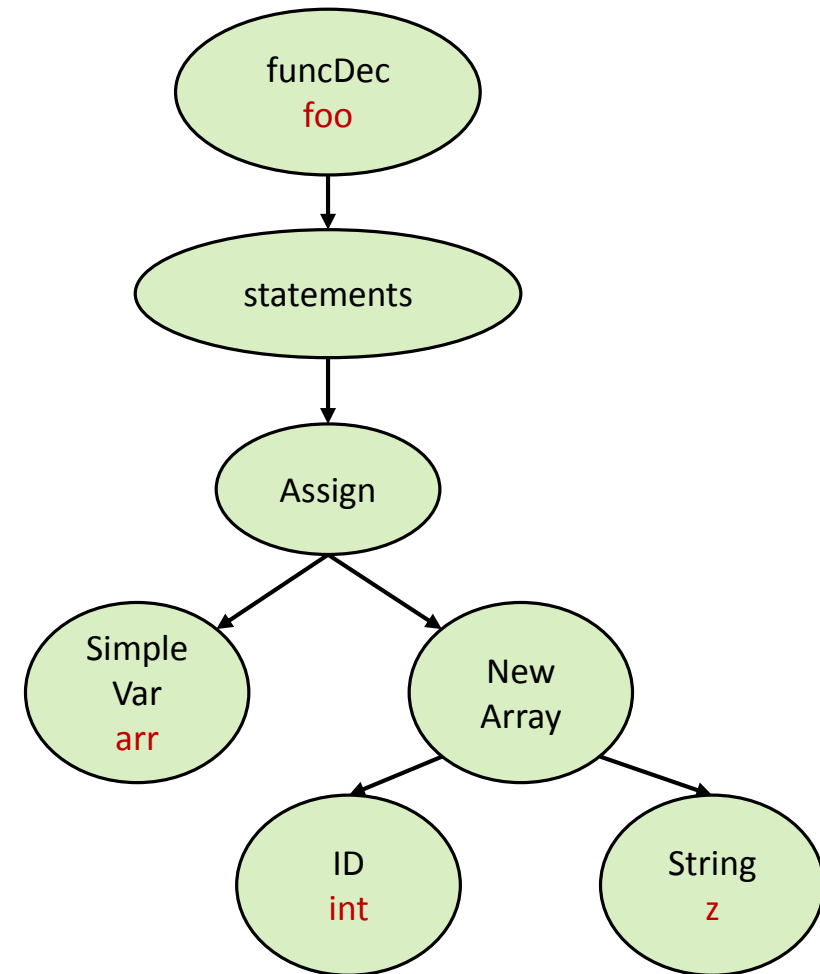 funcDec
foo
statements
Assign
Simple
Var
arr
New
Array
ID
int
String
z